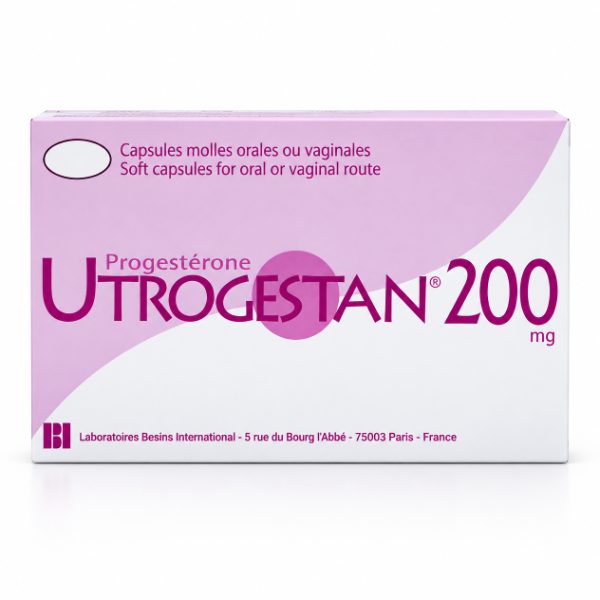 Capsules molles orales ou vaginales
Soft capsules for oral or vaginal route
Progestérone
UTROGESTAN® 200
mg
BI Laboratoires Besins International - 5 rue du Bourg l'Abbé - 75003 Paris - France